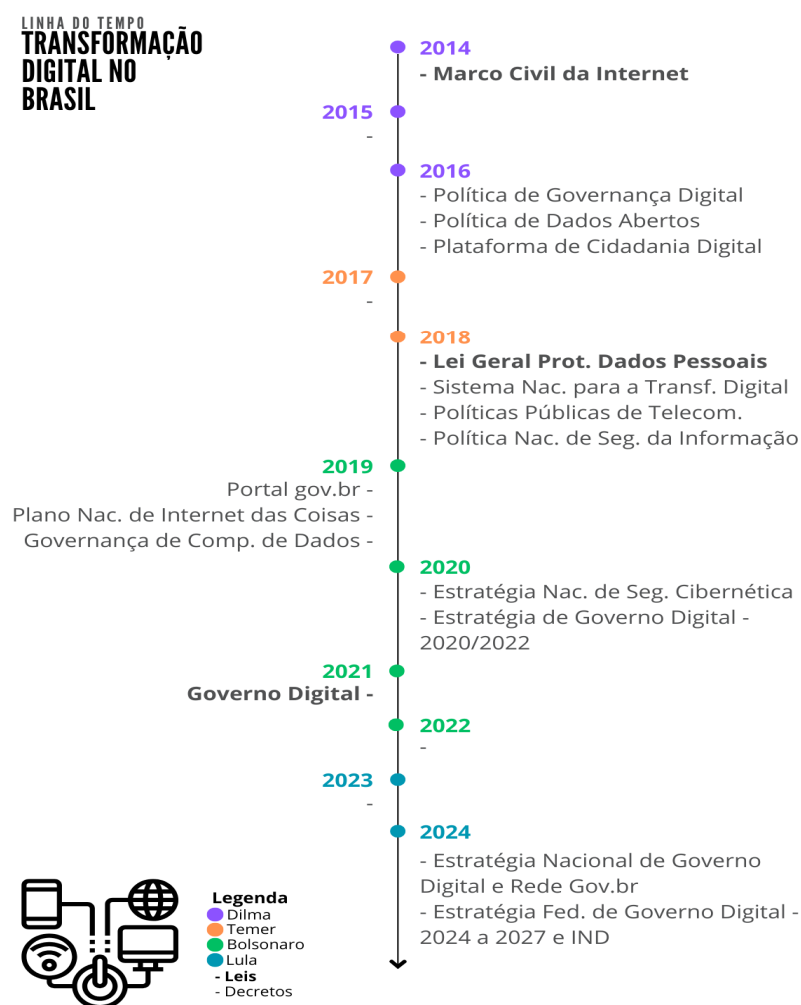 LINHA DO TEMPO
TRANSFORMAÇÃO
DIGITAL NO
BRASIL
2014
- Marco Civil da Internet
2015
-
2016
- Política de Governança Digital
- Política de Dados Abertos
- Plataforma de Cidadania Digital
2017
-
2018
- Lei Geral Prot. Dados Pessoais
- Sistema Nac. para a Transf. Digital
- Políticas Públicas de Telecom.
- Política Nac. de Seg. da Informação
2019
Portal gov.br -
Plano Nac. de Internet das Coisas -
Governança de Comp. de Dados -
2020
- Estratégia Nac. de Seg. Cibernética
- Estratégia de Governo Digital -
2020/2022
2021
Governo Digital -
2022
-
2023
-
2024
- Estratégia Nacional de Governo
Digital e Rede Gov.br
- Estratégia Fed. de Governo Digital -
2024 a 2027 e IND
Legenda
Dilma
Temer
Bolsonaro
Lula
- Leis
- Decretos